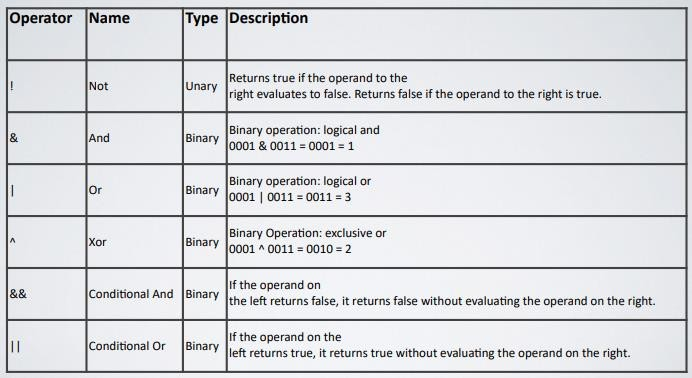 Operator Name Type Description
! Not Unary Returns true if the operand to the
right evaluates to false. Returns false if the operand to the right is true.
& And Binary Binary operation: logical and
0001 & 0011 = 0001 = 1
| Or Binary Binary operation: logical or
0001 | 0011 = 0011 = 3
^ Xor Binary Binary Operation: exclusive or
0001 ^ 0011 = 0010 = 2
&& Conditional And Binary If the operand on
the left returns false, it returns false without evaluating the operand on the right.
|| Conditional Or Binary If the operand on the
left returns true, it returns true without evaluating the operand on the right.